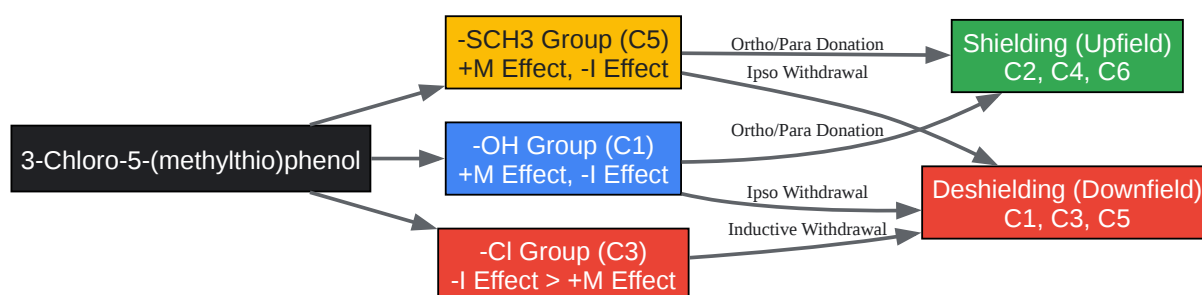 -SCH3 Group (C5)
+M Effect, -I Effect
Ortho/Para Donation
Shielding (Upfield)
C2, C4, C6
Ipso Withdrawal
3-Chloro-5-(methylthio)phenol
-OH Group (C1)
+M Effect, -I Effect
Ortho/Para Donation
Ipso Withdrawal
Deshielding (Downfield)
C1, C3, C5
Inductive Withdrawal
-Cl Group (C3)
-I Effect > +M Effect